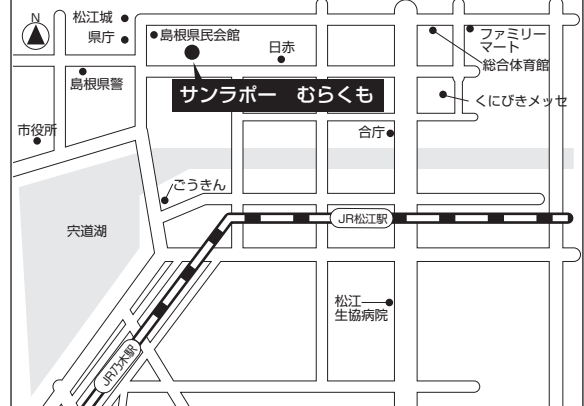 N
松江城
県庁
島根県民会館
日赤
ファミリー
マート
総合体育館
島根県警
サンラポー　むらくも
くにびきメッセ
市役所
合庁
ごうきん
宍道湖
JR松江駅
松江
生協病院
JR乃木駅